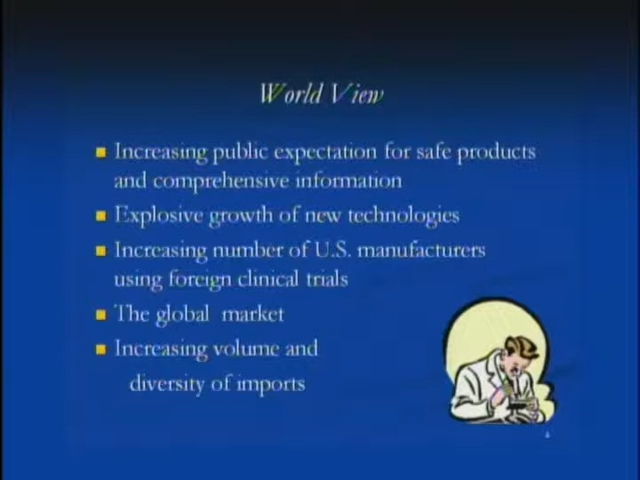 World View
Increasing public expectation for safe products
and comprehensive information
Explosive growth of new technologies
Increasing number of U.S. manufacturers
using foreign clinical trials
The global market
Increasing volume and
diversity of imports
4